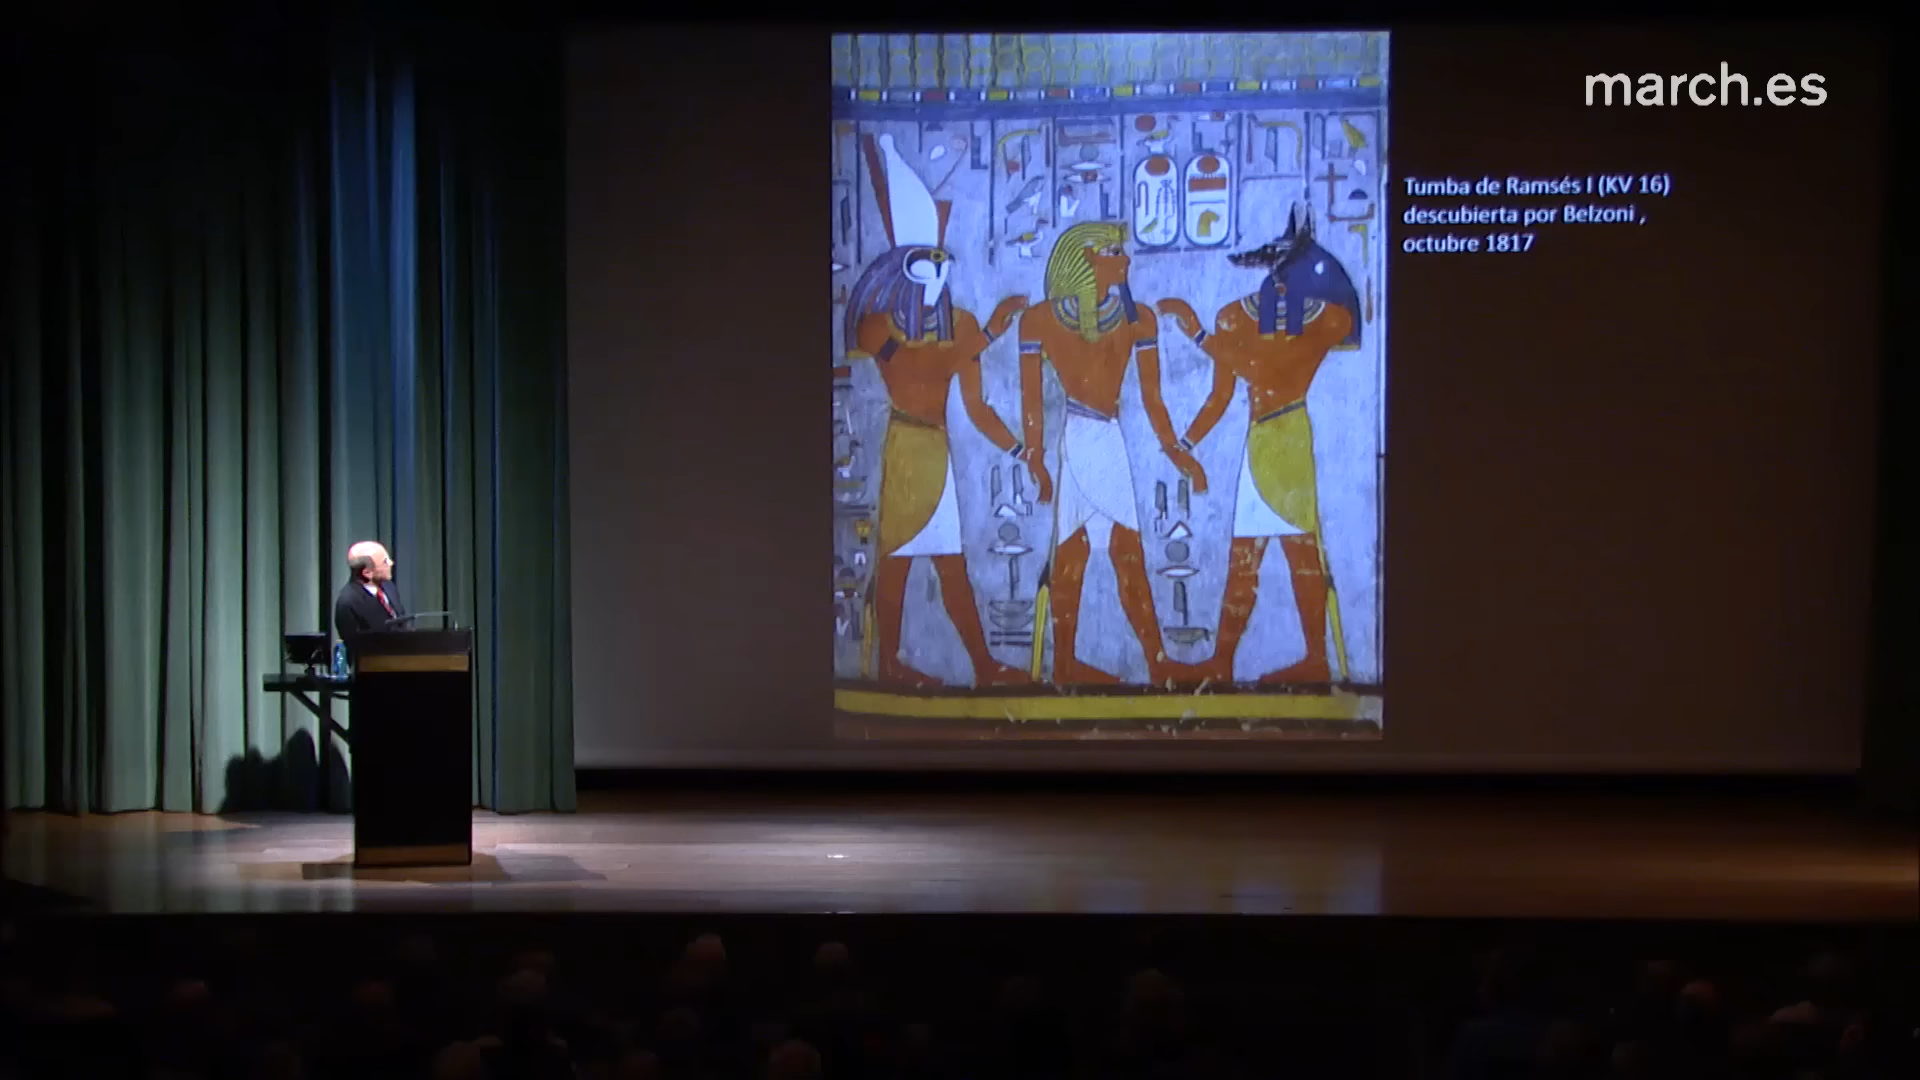 march.es
Tumba de Ramsés I (KV 16)
descubierta por Belzoni ,
octubre 1817